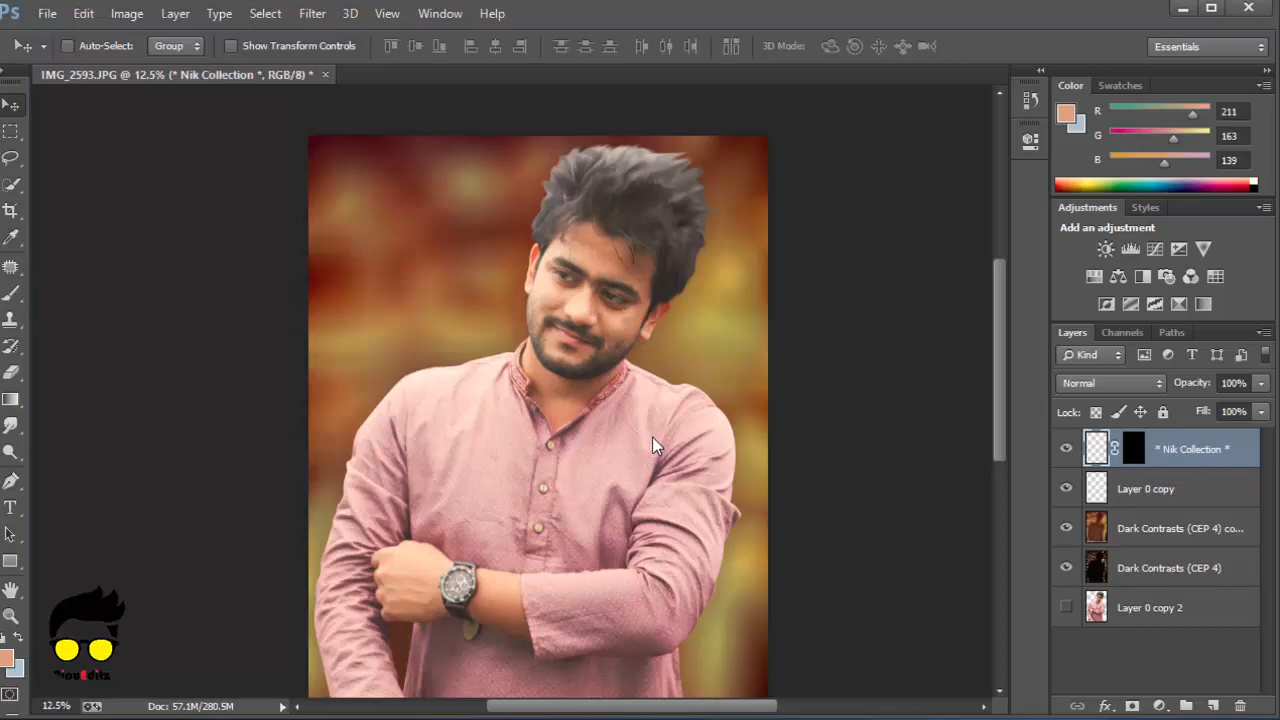 Ps File Edit Image Layer Type Select Filter 3D View Window Help
Auto-Select: Group Show Transform Controls 3D Mode: Essentials
IMG_2593.JPG @ 12.5% (* Nik Collection *, RGB/8) * ×
Color Swatches
R 211
G 163
B 139
Adjustments Styles
Add an adjustment
Layers Channels Paths
Kind
Normal Opacity: 100%
Lock: Fill: 100%
* Nik Collection *
Layer 0 copy
Dark Contrasts (CEP 4) co...
Dark Contrasts (CEP 4)
Layer 0 copy 2
12.5% Doc: 57.1M/280.5M